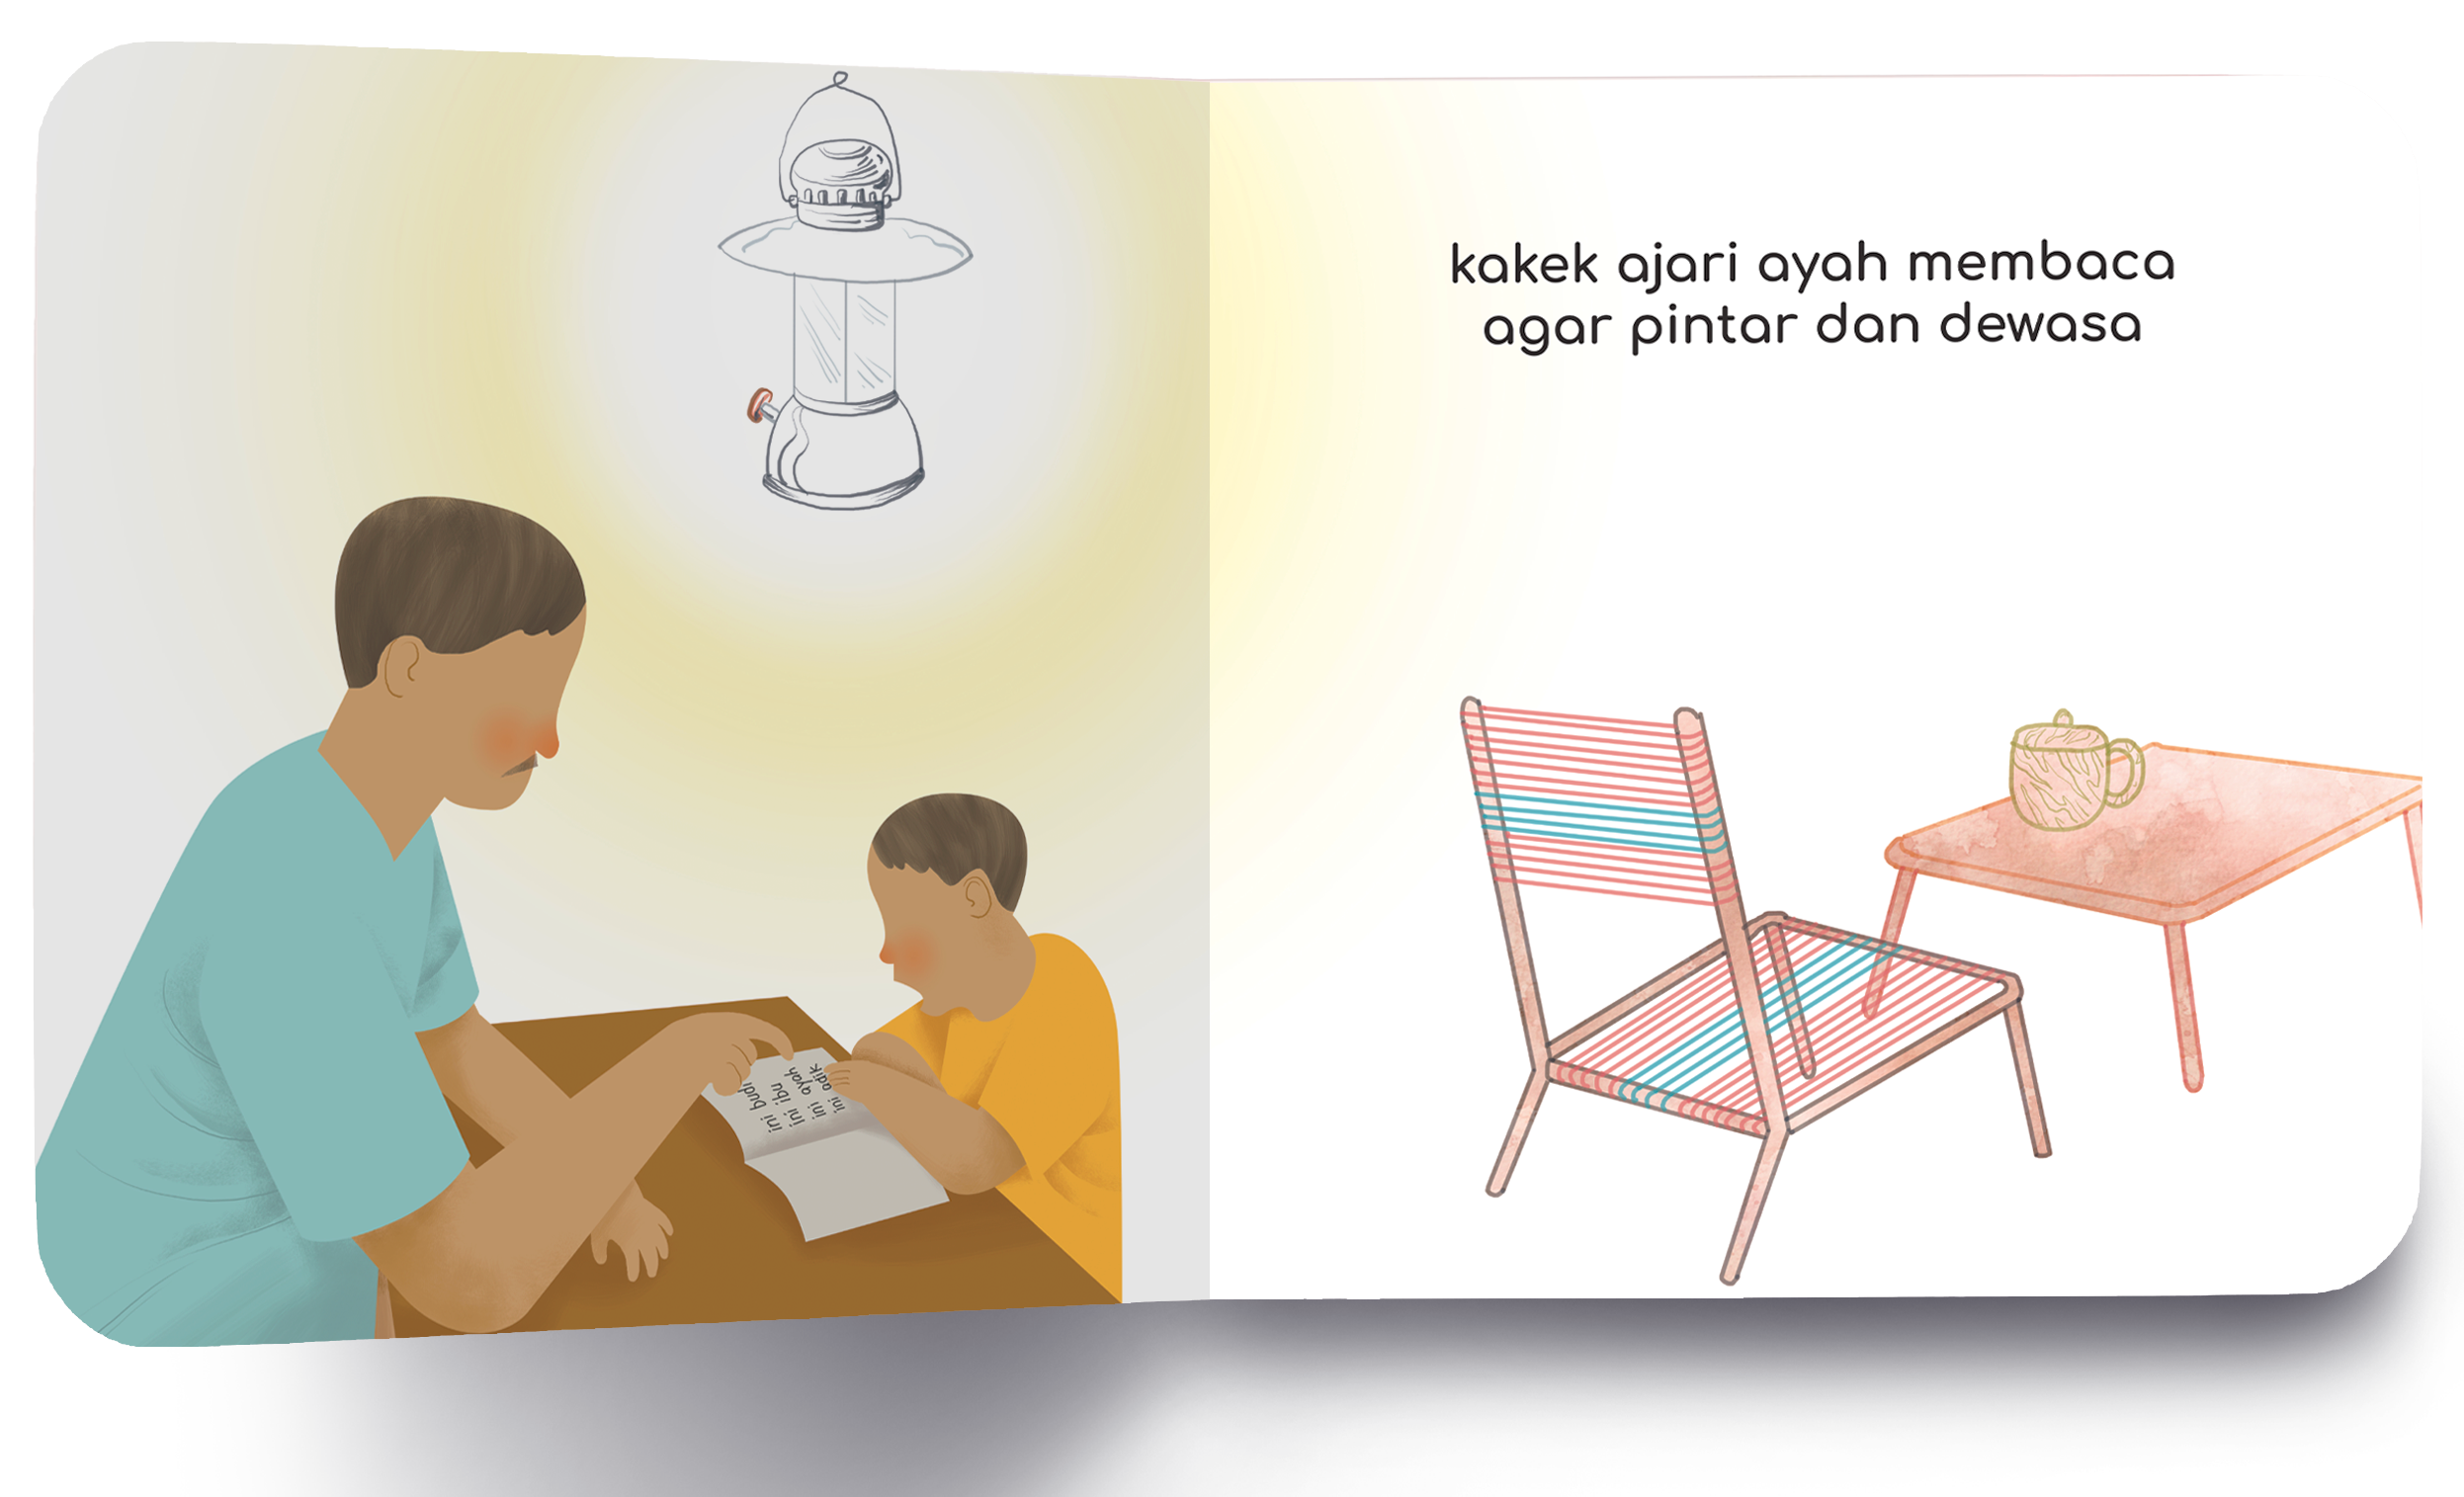 ini budi
ini ibu
ini ayah
ini adik
kakek ajari ayah membaca
agar pintar dan dewasa